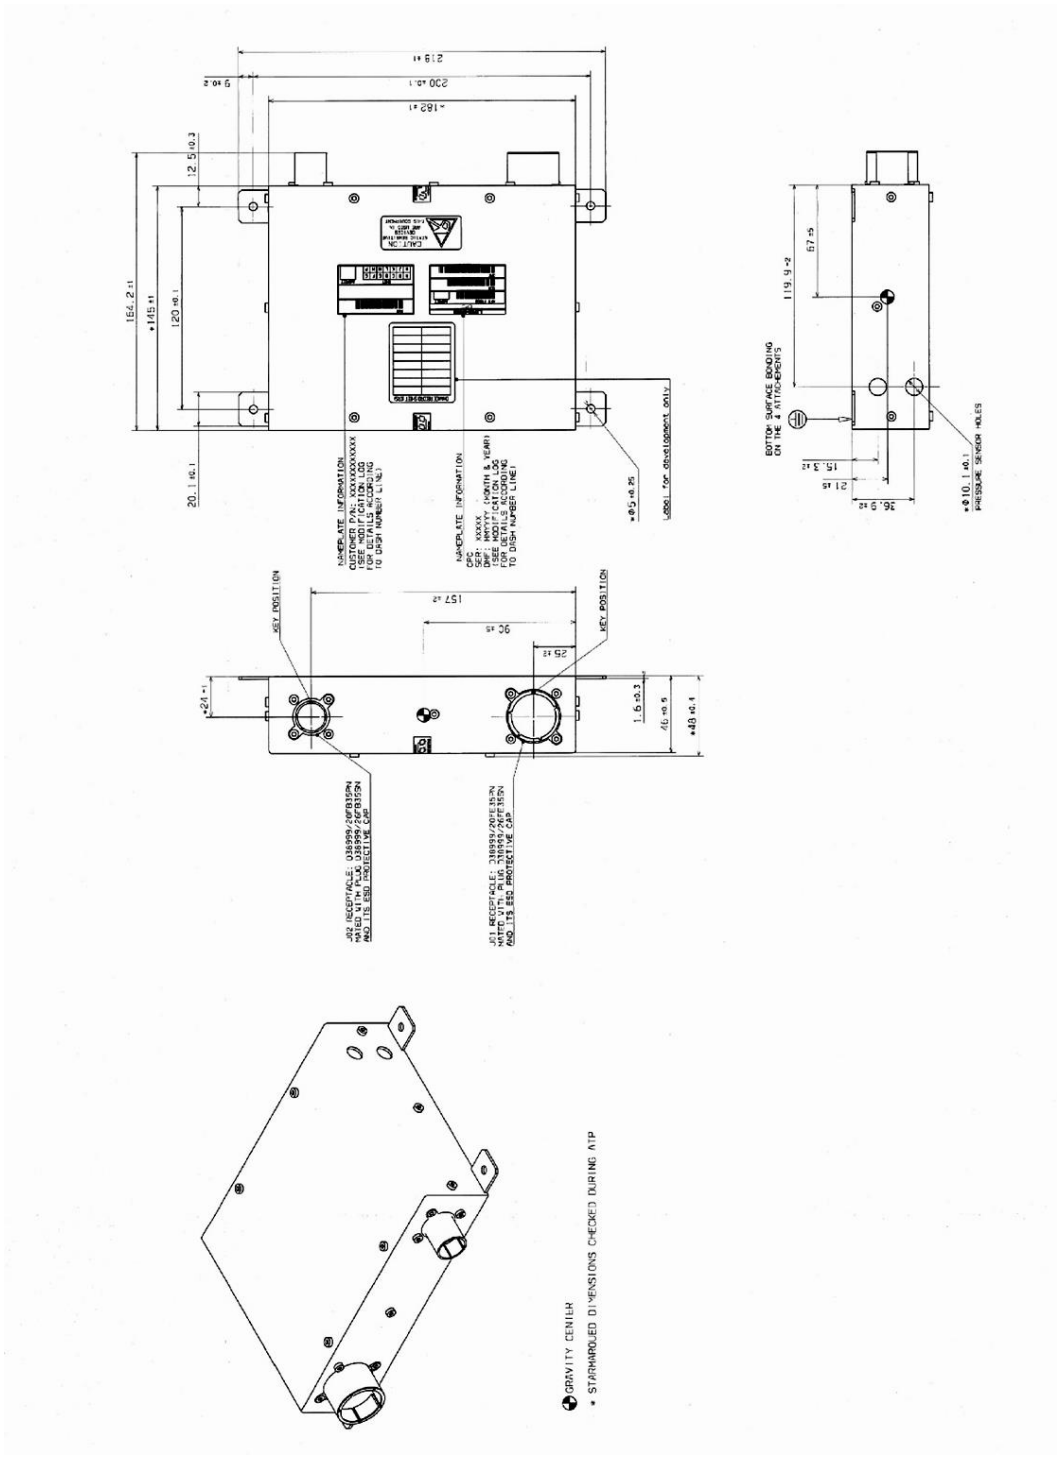 219 ±1
9 ±0.2
200 ±0.1
*182 ±1
12.5 ±0.3
164.2 ±1
*145 ±1
120 ±0.1
20.1 ±0.1
CAUTION
NAMEPLATE INFORMATION
CUSTOMER P/N: XXXXXXXXXXXXX
(SEE MODIFICATION LOG
FOR DETAILS ACCORDING
TO DASH NUMBER LINE)
NAMEPLATE INFORMATION
CPC
SER: XXXXX
DMF: MMYYYY (MONTH & YEAR)
(SEE MODIFICATION LOG
FOR DETAILS ACCORDING
TO DASH NUMBER LINE)
*Φ5 ±0.25
Label for development only
67 ±5
119.9 ±2
BOTTOM SURFACE BONDING
ON THE 4 ATTACHEMENTS
15.3 ±2
21 ±5
36.9 ±2
*Φ10.1 ±0.1
PRESSURE SENSOR HOLES
KEY POSITION
157 ±2
90 ±5
25 ±2
KEY POSITION
*24 ±1
1.6 ±0.3
46 ±0.5
*48 ±0.4
J02 RECEPTACLE: D38999/20FB35PN
MATED WITH PLUG D38999/26FB35SN
AND ITS ESD PROTECTIVE CAP
J01 RECEPTACLE: D38999/20FE35PN
MATED WITH PLUG D38999/26FE35SN
AND ITS ESD PROTECTIVE CAP
GRAVITY CENTER
* STARMARQUED DIMENSIONS CHECKED DURING ATP